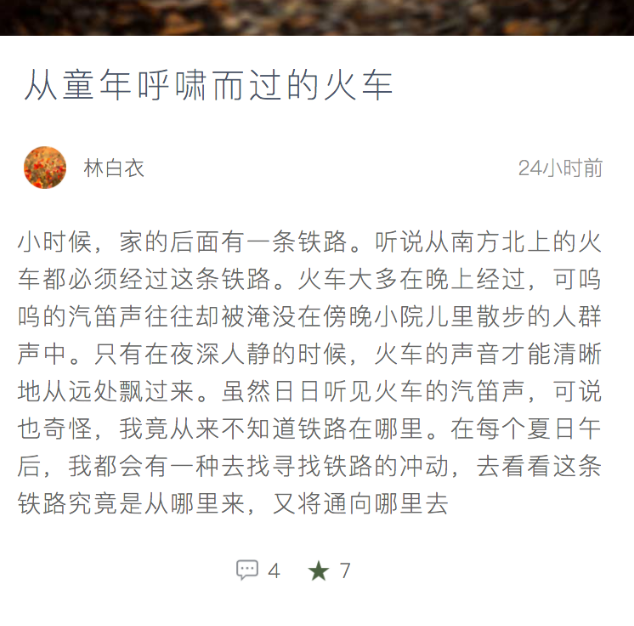 从童年呼啸而过的火车
林白衣
24小时前
小时候，家的后面有一条铁路。听说从南方北上的火
车都必须经过这条铁路。火车大多在晚上经过，可呜
呜的汽笛声往往却被淹没在傍晚小院儿里散步的人群
声中。只有在夜深人静的时候，火车的声音才能清晰
地从远处飘过来。虽然日日听见火车的汽笛声，可说
也奇怪，我竟从来不知道铁路在哪里。在每个夏日午
后，我都会有一种去找寻找铁路的冲动，去看看这条
铁路究竟是从哪里来，又将通向哪里去
4
7